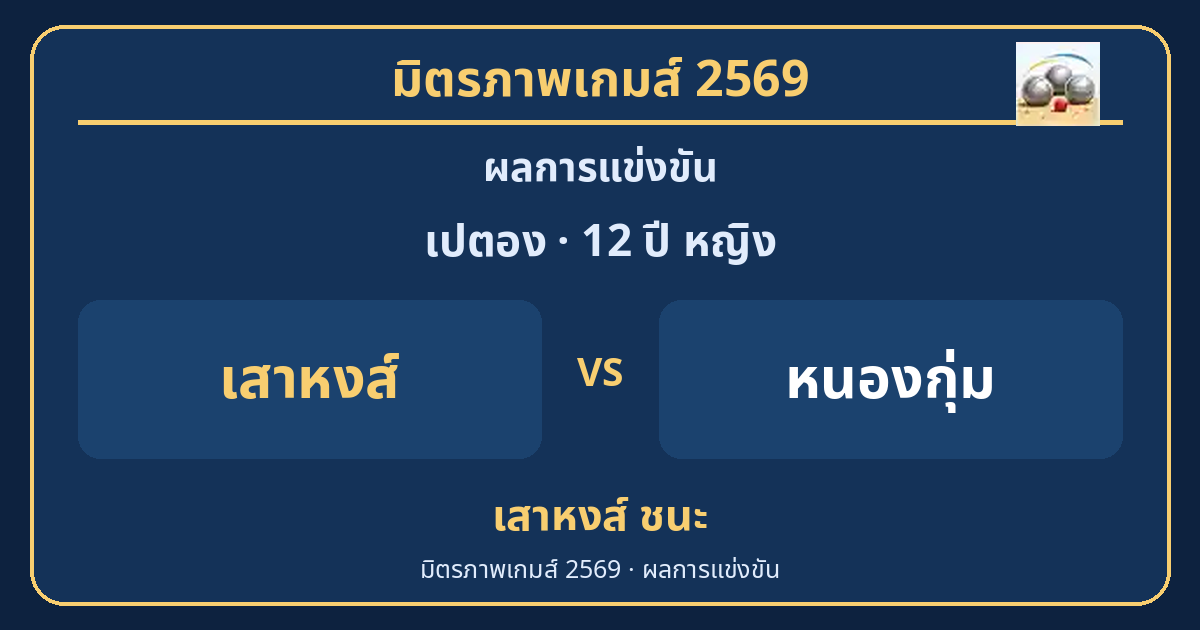 มิตรภาพเกมส์ 2569
ผลการแข่งขัน
เปตอง · 12 ปี หญิง
เสาหงส์
VS
หนองกุ่ม
เสาหงส์ ชนะ
มิตรภาพเกมส์ 2569 · ผลการแข่งขัน